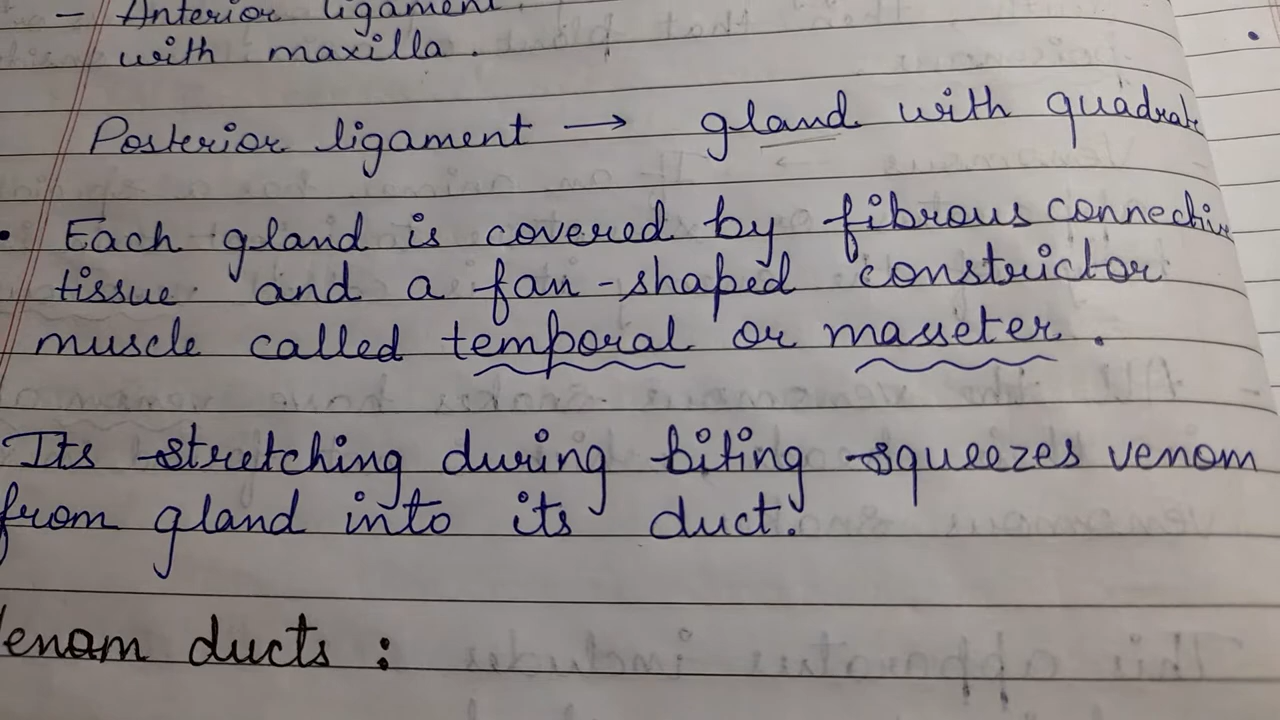 - Anterior ligament
with maxilla.
Posterior ligament → gland with quadrate
• Each gland is covered by fibrous connective
tissue and a fan-shaped constrictor
muscle called temporal or masseter.
Its stretching during biting squeezes venom
from gland into its duct.
Venom ducts :